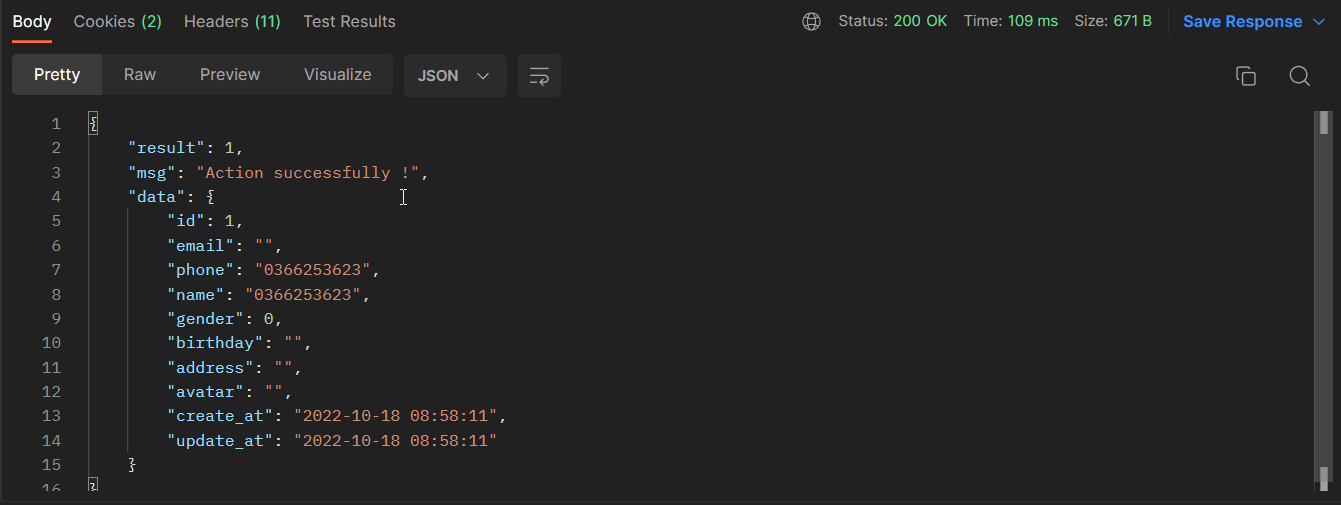 Body Cookies (2) Headers (11) Test Results Status: 200 OK Time: 109 ms Size: 671 B Save Response
Pretty Raw Preview Visualize JSON
1 {
2 "result": 1,
3 "msg": "Action successfully !",
4 "data": {
5 "id": 1,
6 "email": "",
7 "phone": "0366253623",
8 "name": "0366253623",
9 "gender": 0,
10 "birthday": "",
11 "address": "",
12 "avatar": "",
13 "create_at": "2022-10-18 08:58:11",
14 "update_at": "2022-10-18 08:58:11"
15 }
16 }